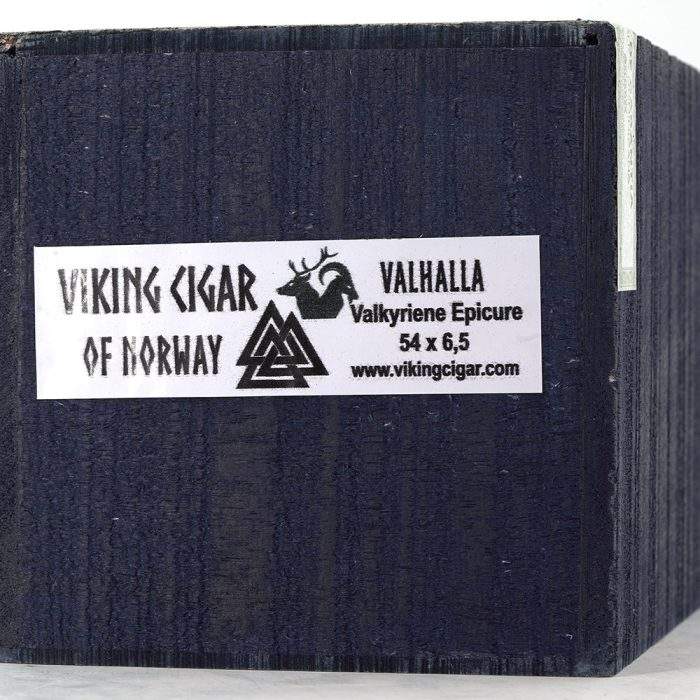 VIKING CIGAR
OF NORWAY
VALHALLA
Valkyriene Epicure
54 x 6,5
www.vikingcigar.com